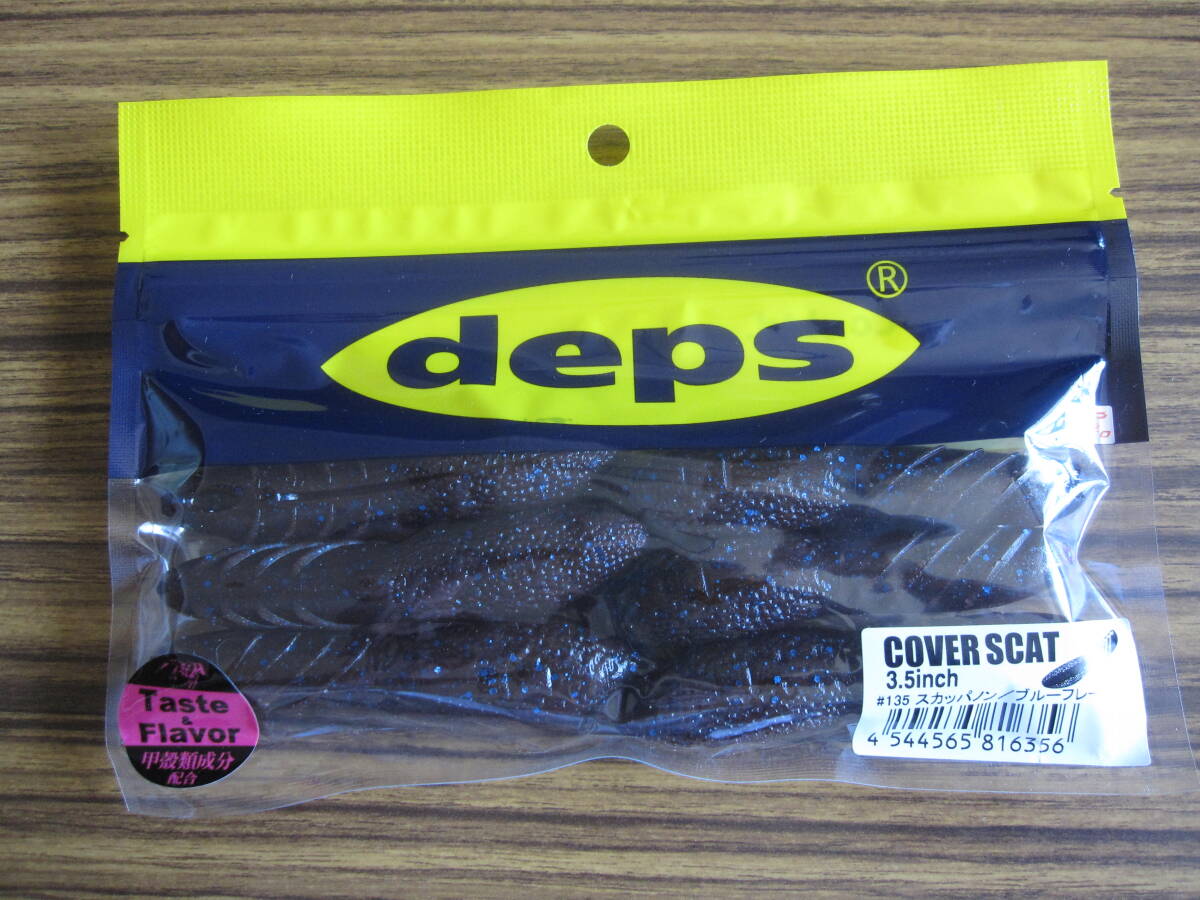 deps®
COVER SCAT
3.5inch
#135 スカッパノン／ブルーフレー
4 544565 816356
Taste
&
Flavor
甲殻類成分
配合